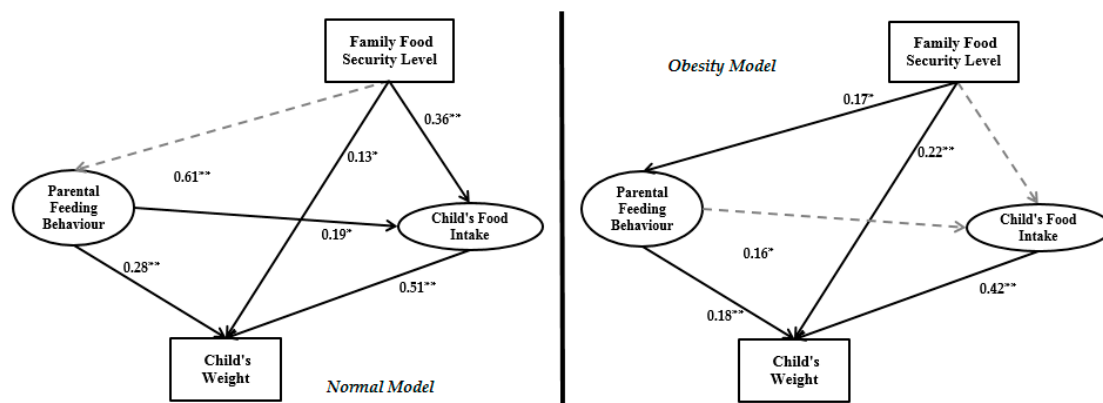 Family Food
Security Level
0.36**
0.13*
0.61**
Parental
Feeding
Behaviour
Child's Food
Intake
0.19*
0.28**
0.51**
Child's
Weight
Normal Model
Obesity Model
Family Food
Security Level
0.17*
0.22**
Parental
Feeding
Behaviour
Child's Food
Intake
0.16*
0.18**
0.42**
Child's
Weight